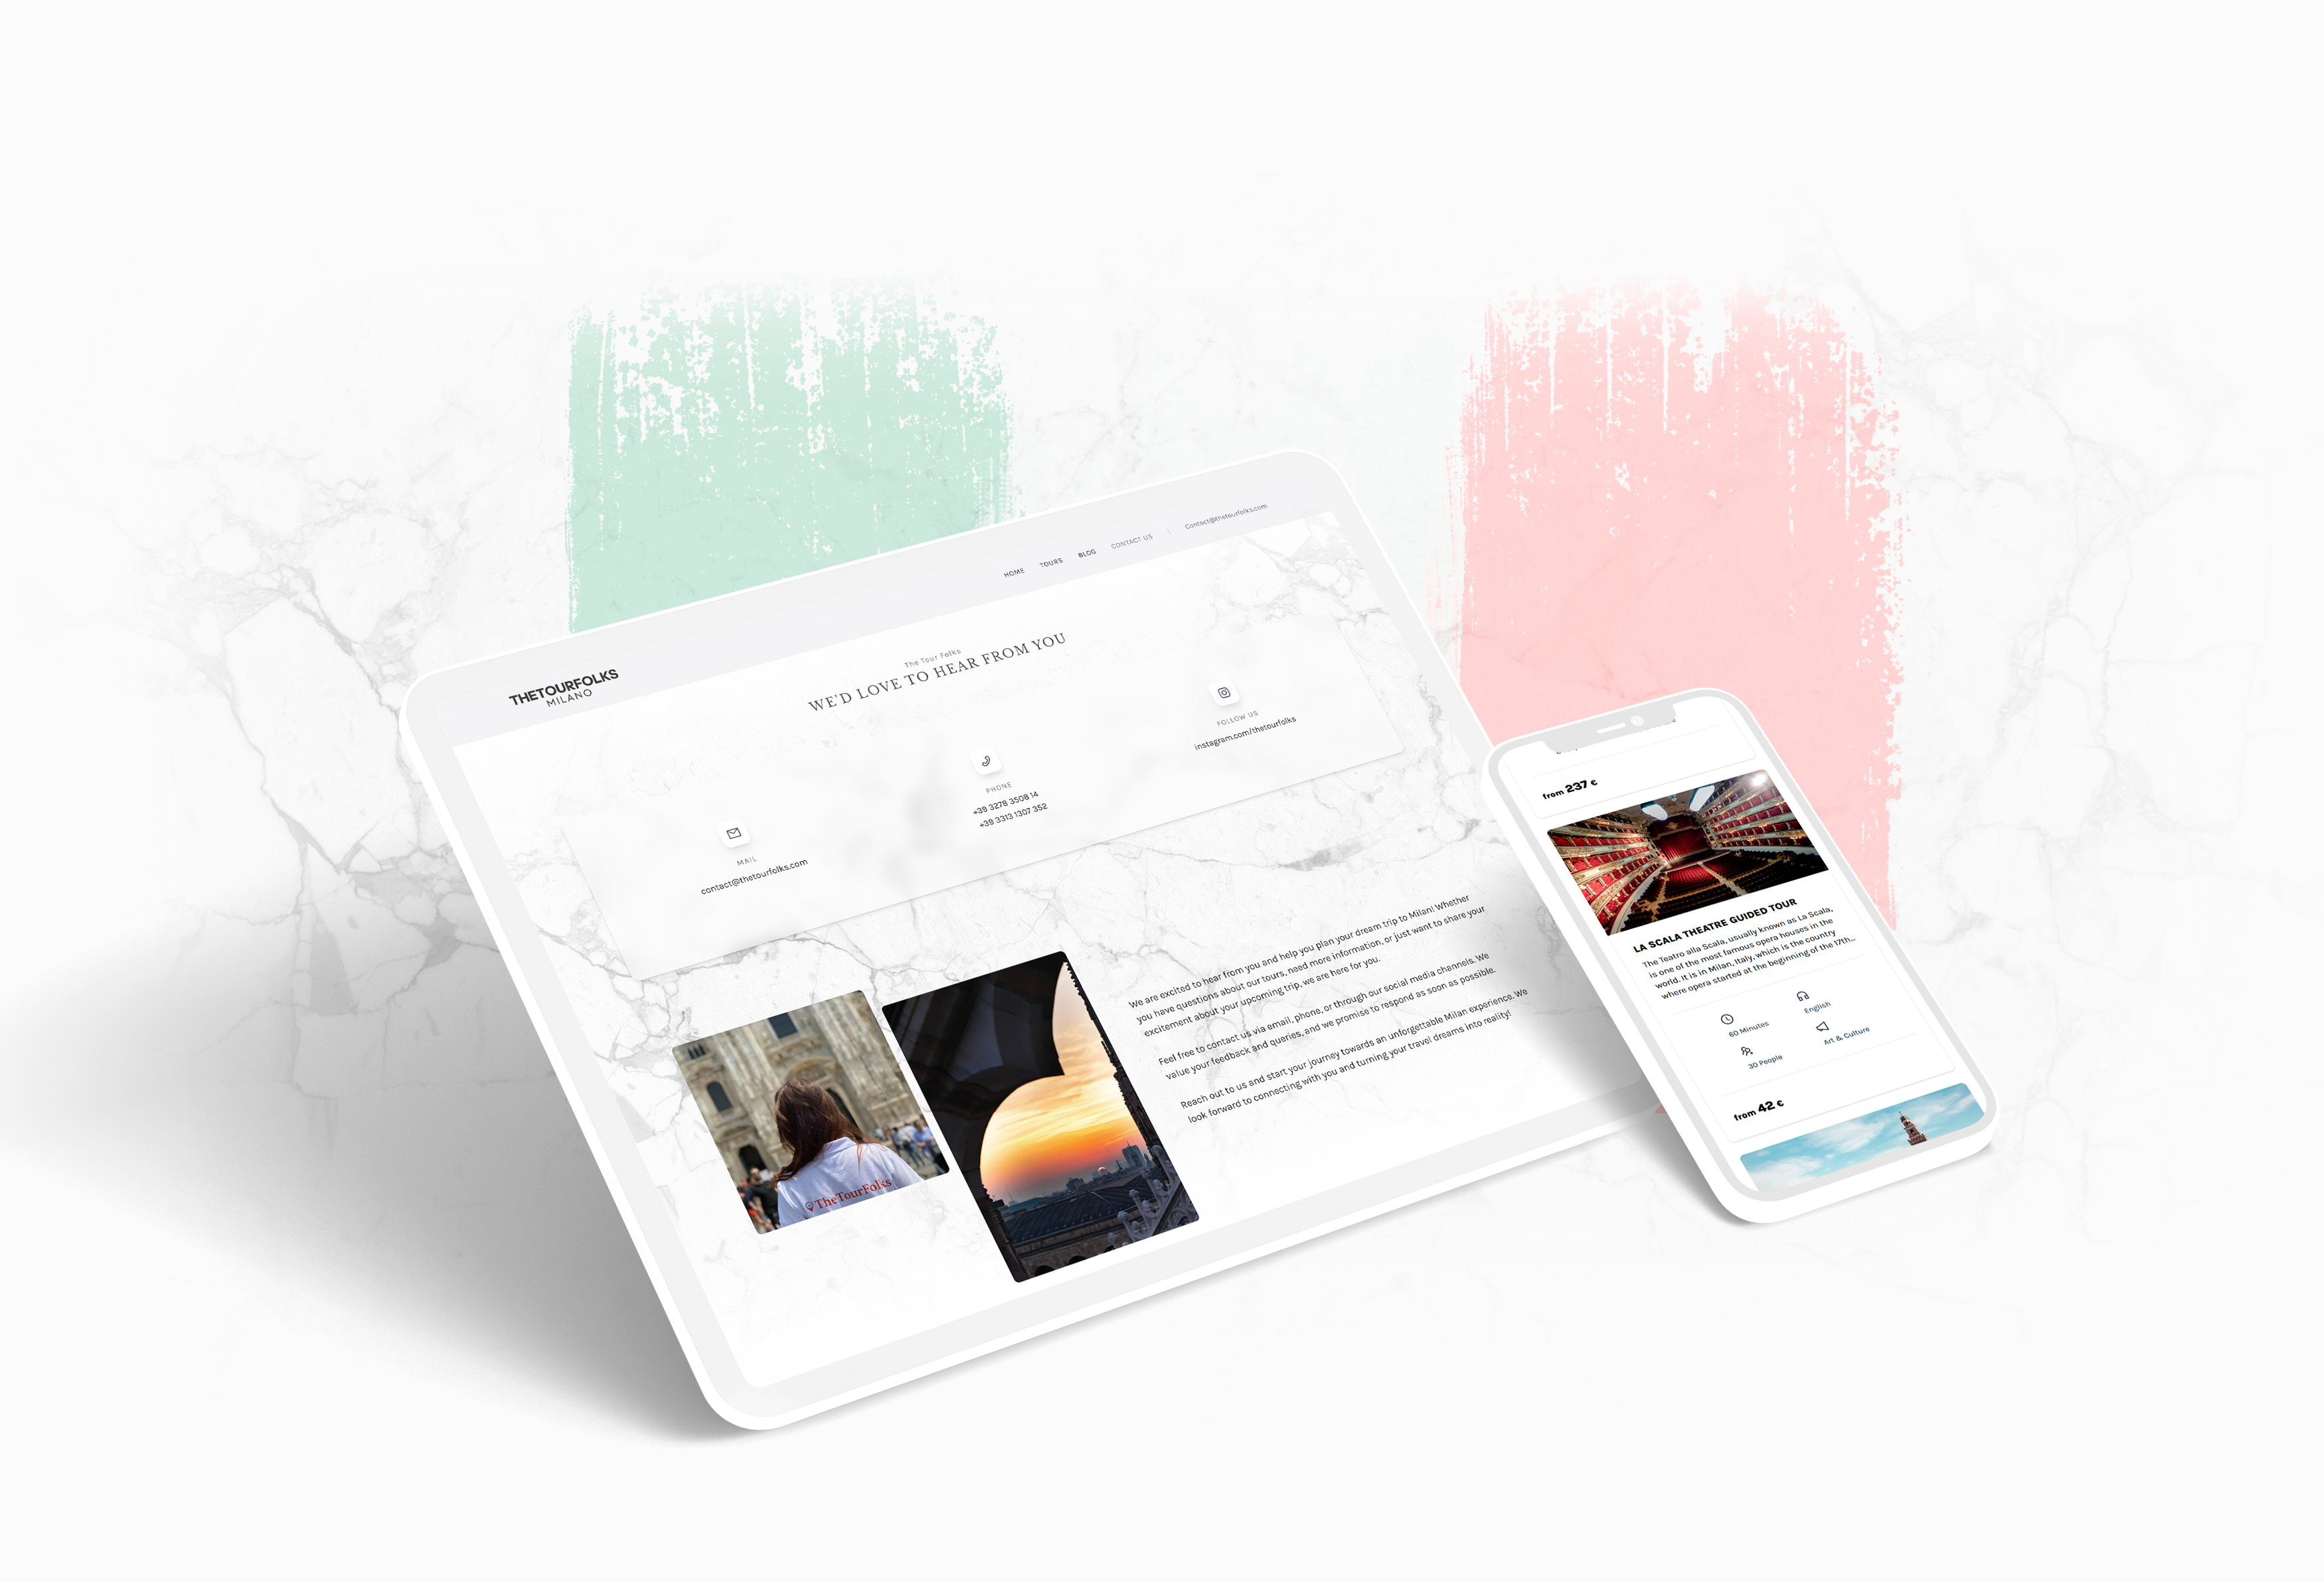 THETOURFOLKS
MILANO
HOME
TOURS
BLOG
CONTACT US
Contact@thetourfolks.com
The Tour Folks
WE'D LOVE TO HEAR FROM YOU
MAIL
contact@thetourfolks.com
PHONE
+39 3278 3508 14
+39 3313 1307 352
FOLLOW US
instagram.com/thetourfolks
TheTourFolks
We are excited to hear from you and help you plan your dream trip to Milan! Whether
you have questions about our tours, need more information, or just want to share your
excitement about your upcoming trip, we are here for you.
Feel free to contact us via email, phone, or through our social media channels. We
value your feedback and queries, and we promise to respond as soon as possible.
Reach out to us and start your journey towards an unforgettable Milan experience. We
look forward to connecting with you and turning your travel dreams into reality!
from 237 €
LA SCALA THEATRE GUIDED TOUR
The Teatro alla Scala, usually known as La Scala,
is one of the most famous opera houses in the
world. It is in Milan, Italy, which is the country
where opera started at the beginning of the 17th...
60 Minutes
English
30 People
Art & Culture
from 42 €